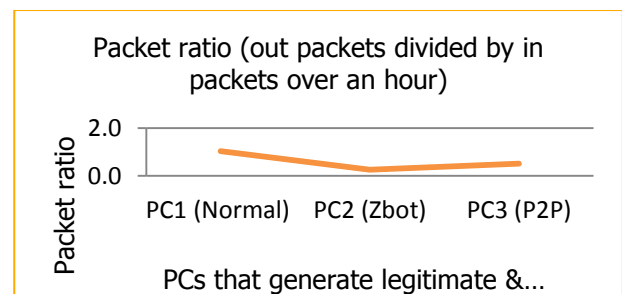 Packet ratio (out packets divided by in
packets over an hour)
Packet ratio
2.0
0.0
PC1 (Normal) PC2 (Zbot) PC3 (P2P)
PCs that generate legitimate &...